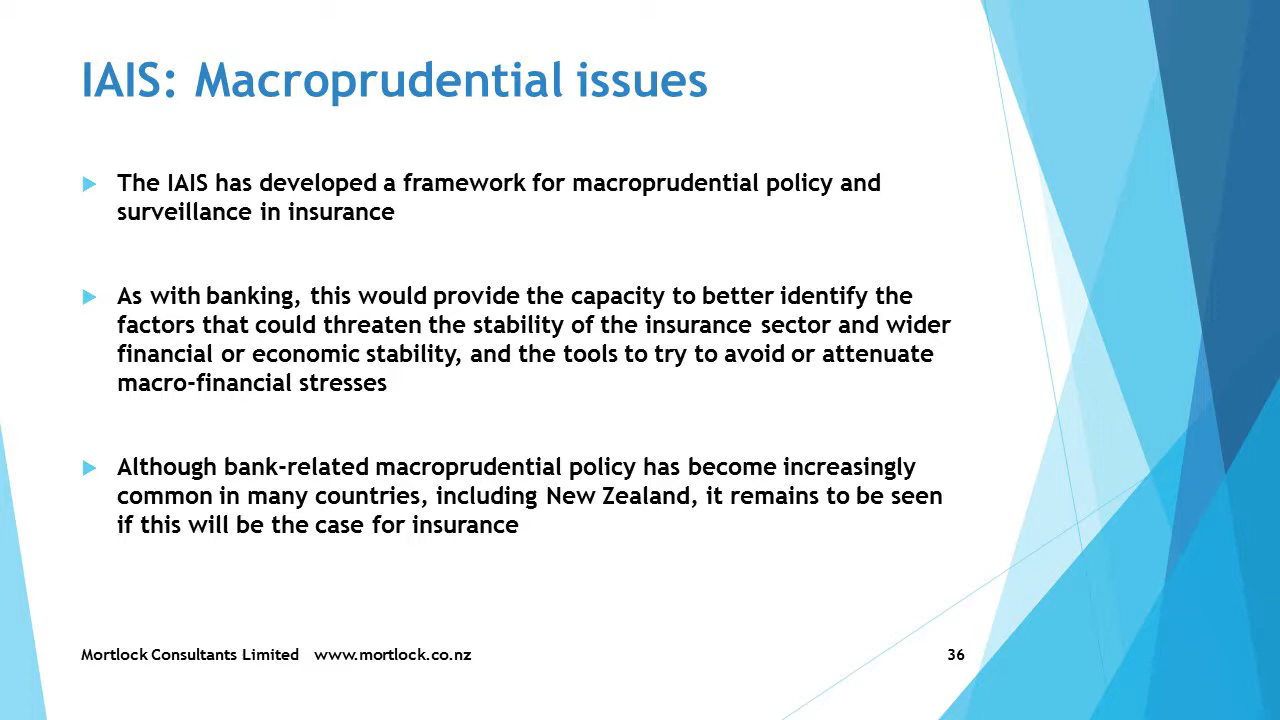 IAIS: Macroprudential issues
The IAIS has developed a framework for macroprudential policy and
surveillance in insurance
As with banking, this would provide the capacity to better identify the
factors that could threaten the stability of the insurance sector and wider
financial or economic stability, and the tools to try to avoid or attenuate
macro-financial stresses
Although bank-related macroprudential policy has become increasingly
common in many countries, including New Zealand, it remains to be seen
if this will be the case for insurance
Mortlock Consultants Limited www.mortlock.co.nz 36